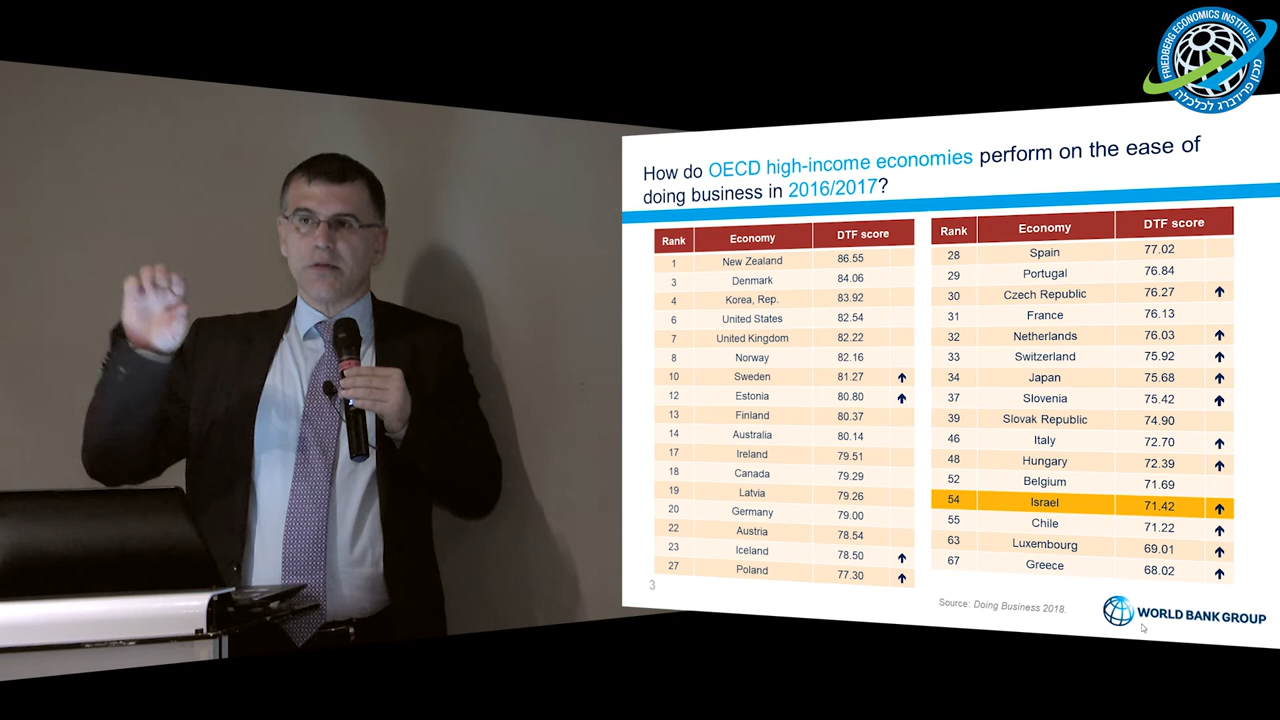 FRIEDBERG ECONOMICS INSTITUTE
מכון פרידברג לכלכלה
How do OECD high-income economies perform on the ease of
doing business in 2016/2017?
Rank Economy DTF score
1 New Zealand 86.55
3 Denmark 84.06
4 Korea, Rep. 83.92
6 United States 82.54
7 United Kingdom 82.22
8 Norway 82.16
10 Sweden 81.27 ↑
12 Estonia 80.80 ↑
13 Finland 80.37
14 Australia 80.14
17 Ireland 79.51
18 Canada 79.29
19 Latvia 79.26
20 Germany 79.00
22 Austria 78.54
23 Iceland 78.50 ↑
27 Poland 77.30 ↑
Rank Economy DTF score
28 Spain 77.02
29 Portugal 76.84
30 Czech Republic 76.27 ↑
31 France 76.13
32 Netherlands 76.03 ↑
33 Switzerland 75.92 ↑
34 Japan 75.68 ↑
37 Slovenia 75.42 ↑
39 Slovak Republic 74.90
46 Italy 72.70 ↑
48 Hungary 72.39 ↑
52 Belgium 71.69
54 Israel 71.42 ↑
55 Chile 71.22 ↑
63 Luxembourg 69.01 ↑
67 Greece 68.02 ↑
3
Source: Doing Business 2018.
WORLD BANK GROUP